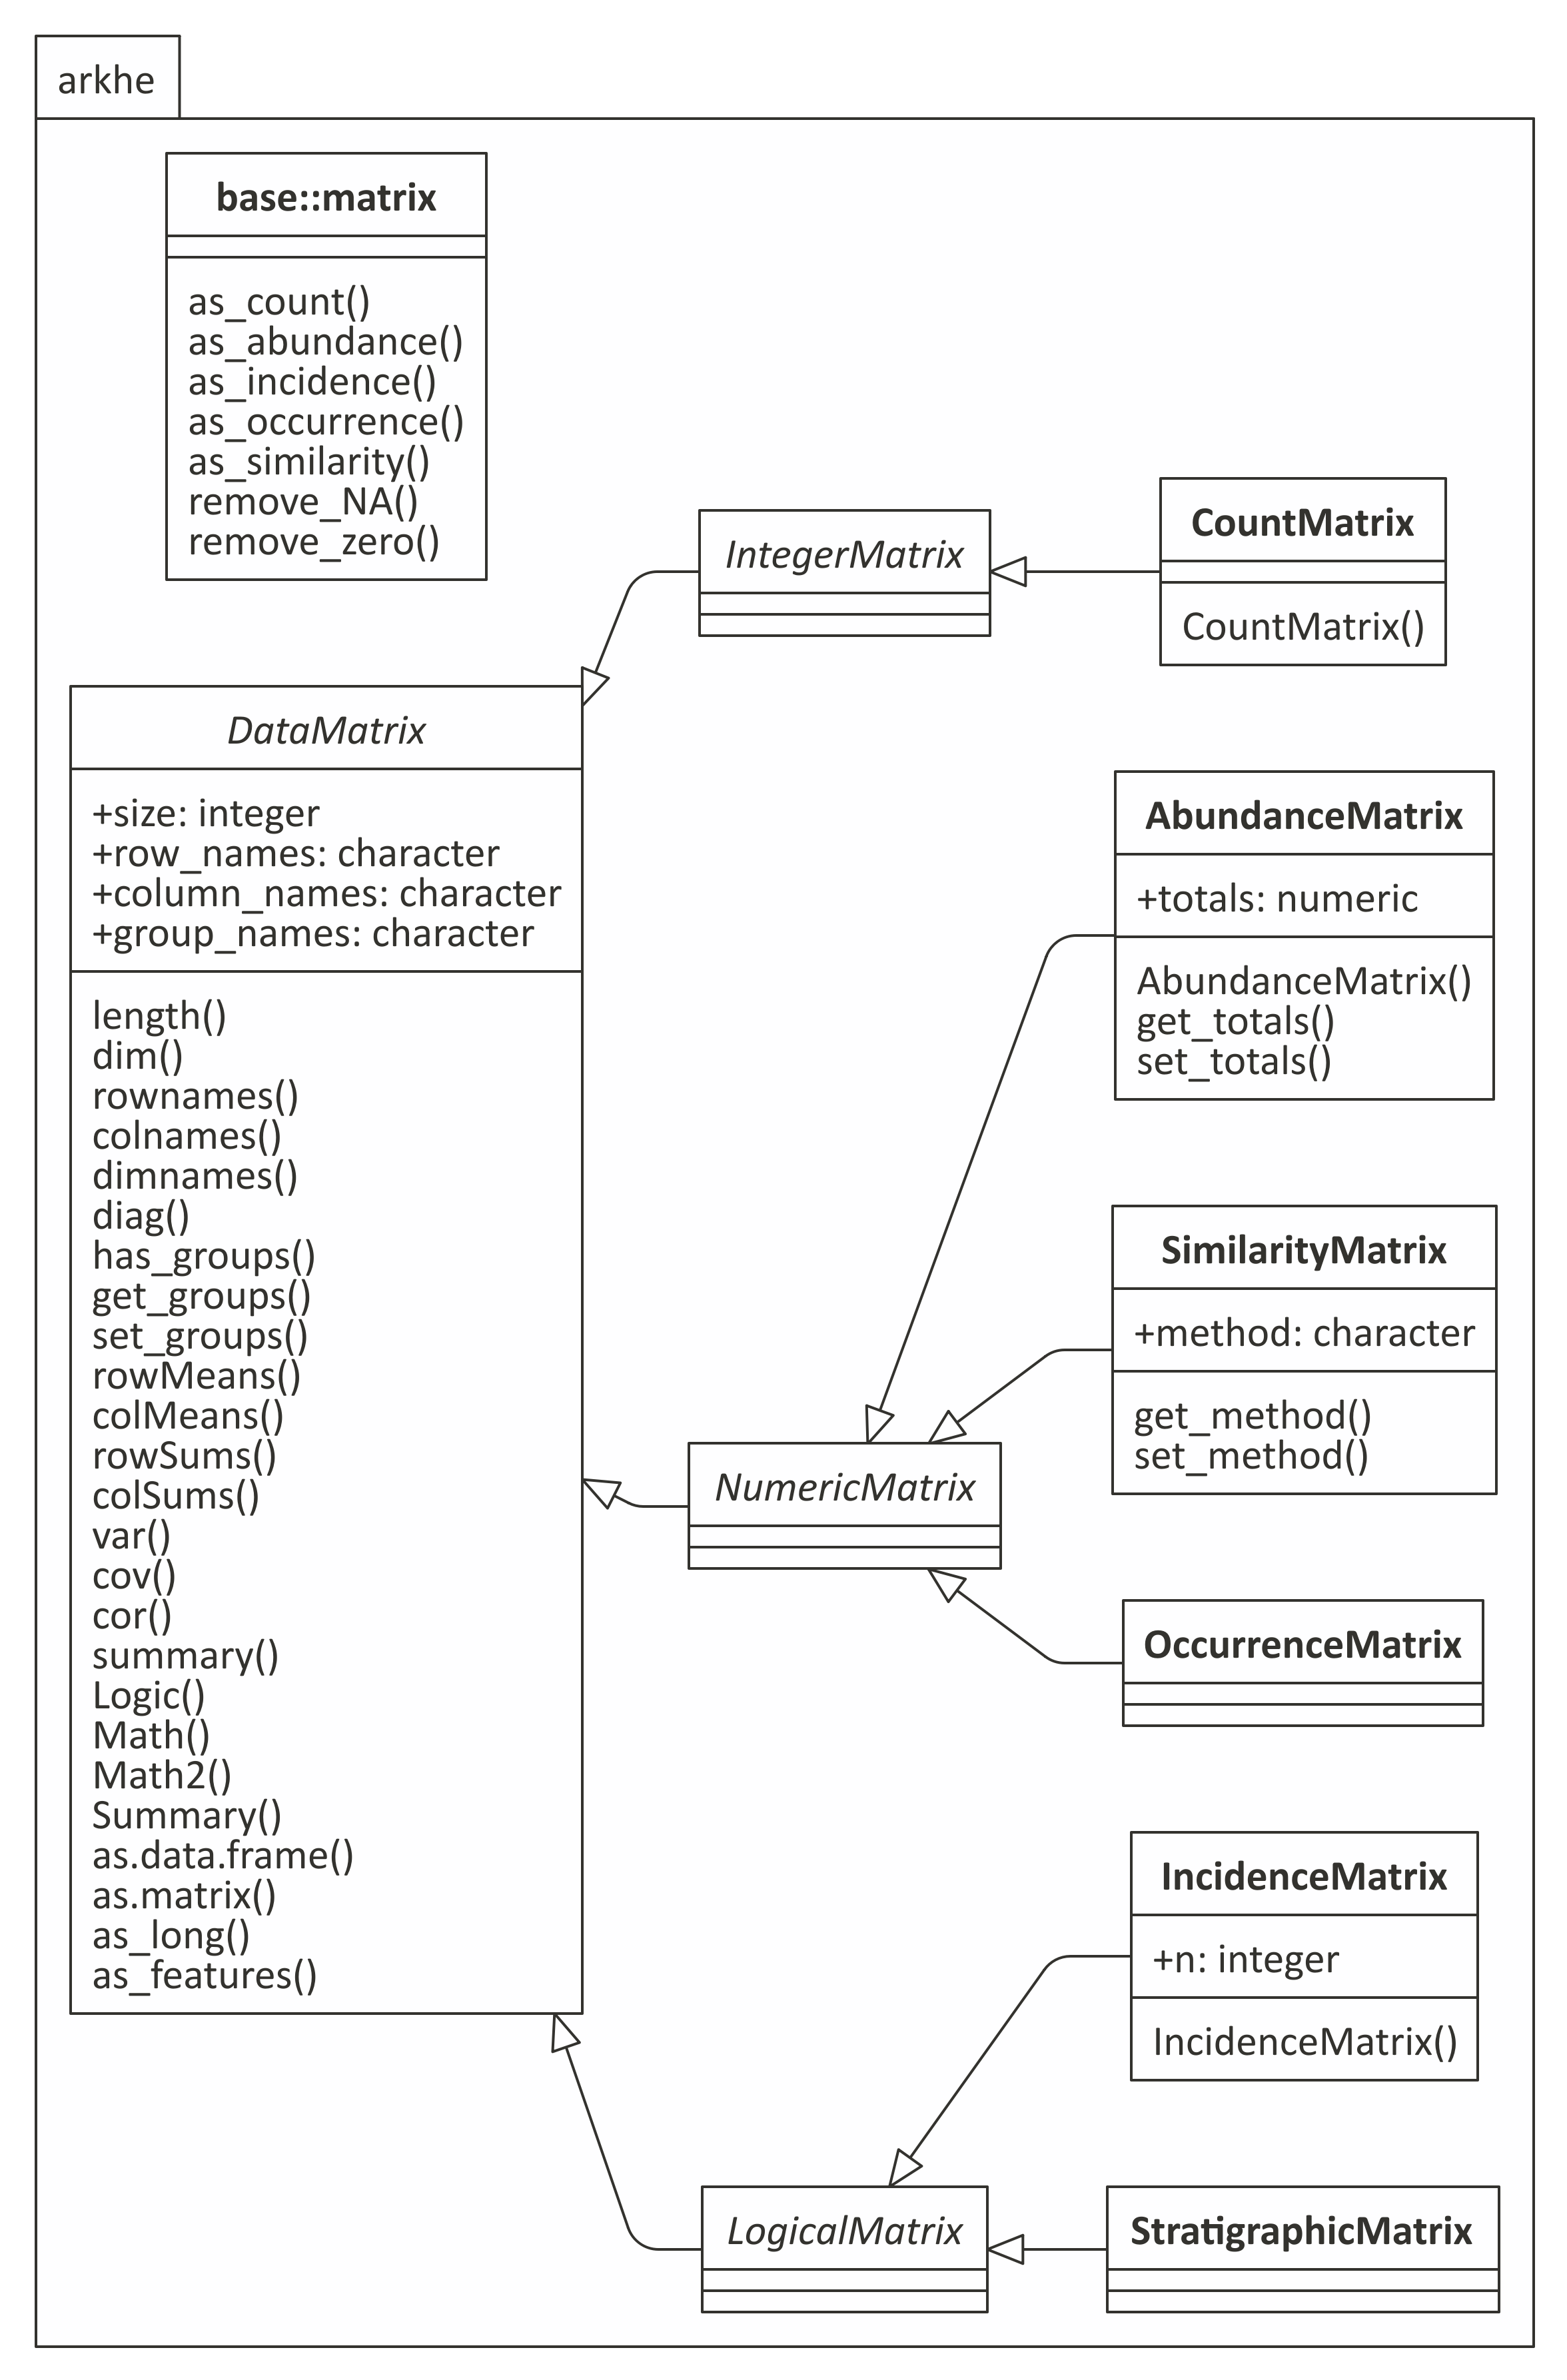 arkhe
base::matrix
as_count()
as_abundance()
as_incidence()
as_occurrence()
as_similarity()
remove_NA()
remove_zero()
IntegerMatrix
CountMatrix
CountMatrix()
DataMatrix
+size: integer
+row_names: character
+column_names: character
+group_names: character
length()
dim()
rownames()
colnames()
dimnames()
diag()
has_groups()
get_groups()
set_groups()
rowMeans()
colMeans()
rowSums()
colSums()
var()
cov()
cor()
summary()
Logic()
Math()
Math2()
Summary()
as.data.frame()
as.matrix()
as_long()
as_features()
AbundanceMatrix
+totals: numeric
AbundanceMatrix()
get_totals()
set_totals()
SimilarityMatrix
+method: character
get_method()
set_method()
NumericMatrix
OccurrenceMatrix
IncidenceMatrix
+n: integer
IncidenceMatrix()
LogicalMatrix
StratigraphicMatrix